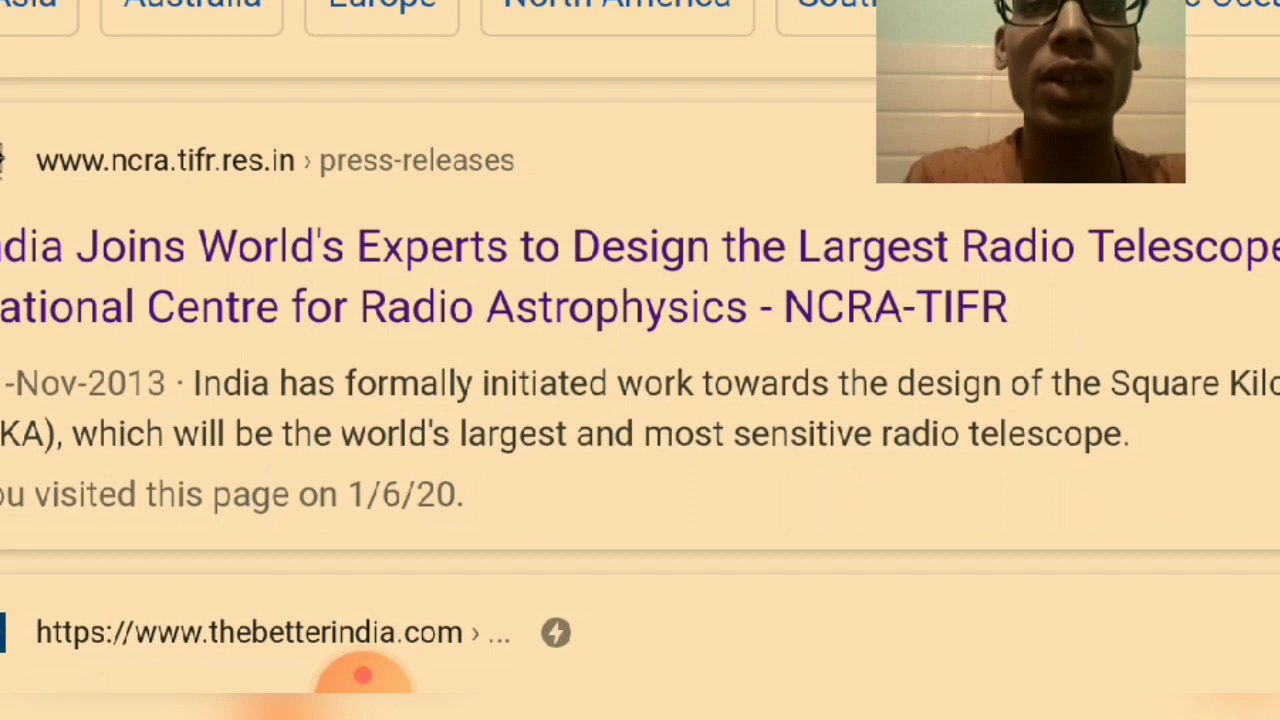 Asia Australia Europe North America
www.ncra.tifr.res.in › press-releases
dia Joins World's Experts to Design the Largest Radio Telescope
ational Centre for Radio Astrophysics - NCRA-TIFR
-Nov-2013 · India has formally initiated work towards the design of the Square Kilo
KA), which will be the world's largest and most sensitive radio telescope.
ou visited this page on 1/6/20.
https://www.thebetterindia.com › ...